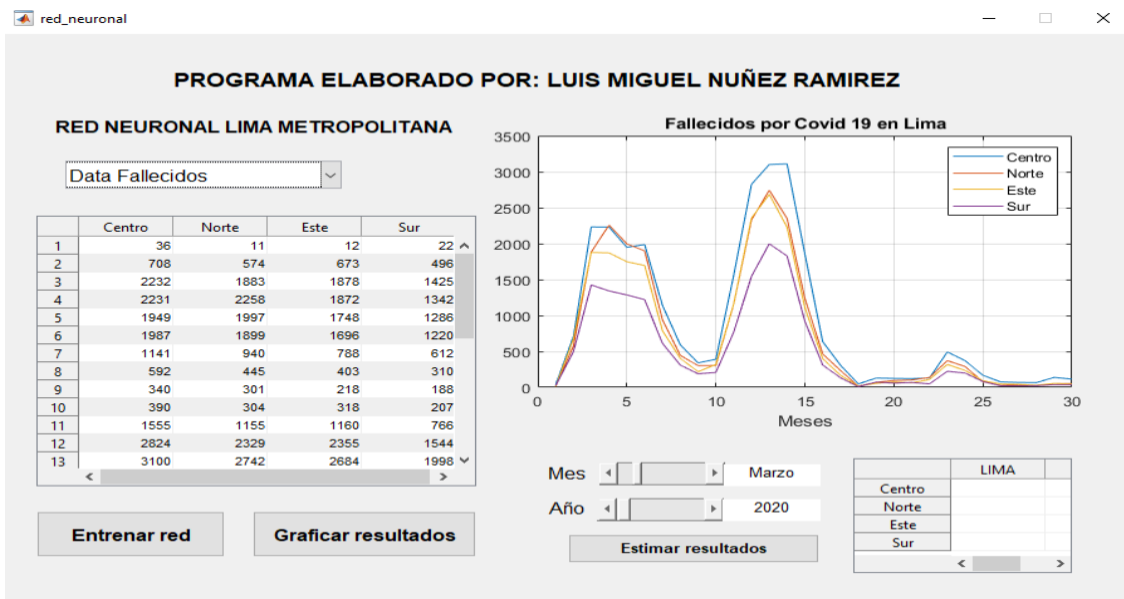 red_neuronal
PROGRAMA ELABORADO POR: LUIS MIGUEL NUÑEZ RAMIREZ
RED NEURONAL LIMA METROPOLITANA
Data Fallecidos
Centro Norte Este Sur
1 36 11 12 22
2 708 574 673 496
3 2232 1883 1878 1425
4 2231 2258 1872 1342
5 1949 1997 1748 1286
6 1987 1899 1696 1220
7 1141 940 788 612
8 592 445 403 310
9 340 301 218 188
10 390 304 318 207
11 1555 1155 1160 766
12 2824 2329 2355 1544
13 3100 2742 2684 1998
Entrenar red
Graficar resultados
Fallecidos por Covid 19 en Lima
3500
3000
2500
2000
1500
1000
500
0
0 5 10 15 20 25 30
Meses
Centro
Norte
Este
Sur
Mes Marzo
Año 2020
Estimar resultados
LIMA
Centro
Norte
Este
Sur